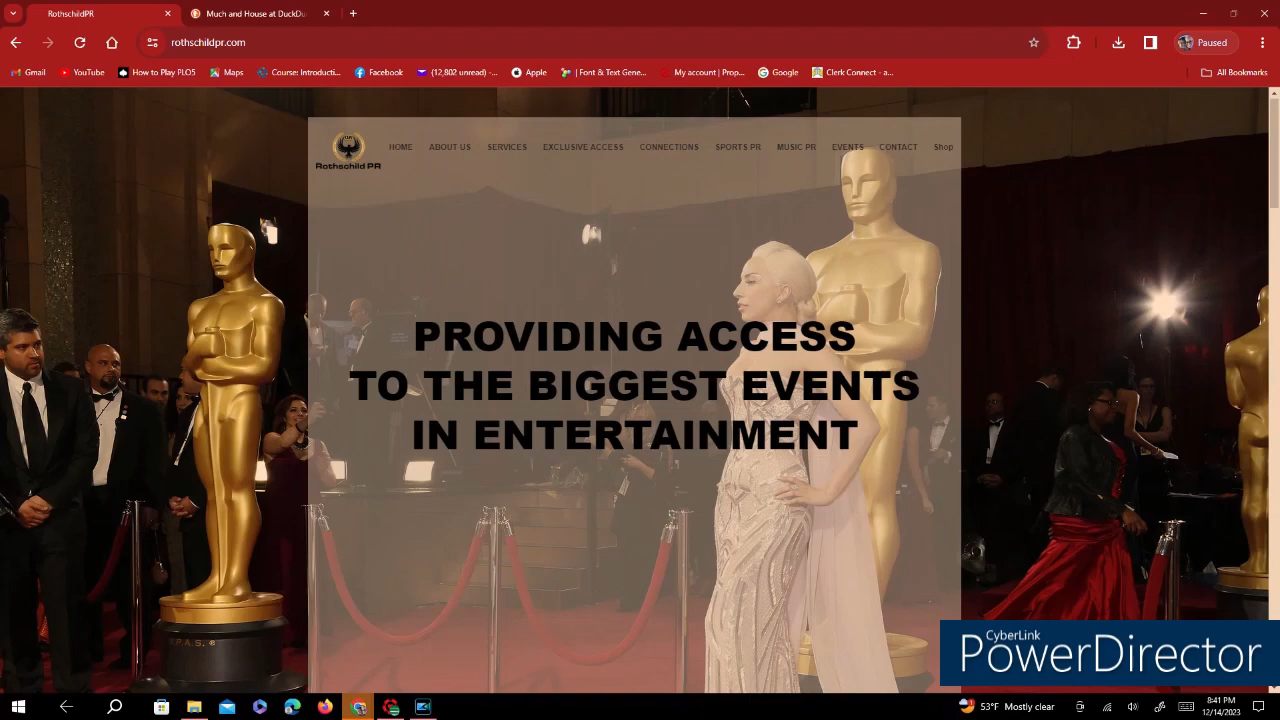 RothschildPR
Much and House at DuckDu
rothschildpr.com
Paused
Gmail
YouTube
How to Play PLO5
Maps
Course: Introducti...
Facebook
(12,802 unread) -...
Apple
| Font & Text Gene...
My account | Prop...
Google
Clerk Connect - a...
All Bookmarks
Rothschild PR
HOME
ABOUT US
SERVICES
EXCLUSIVE ACCESS
CONNECTIONS
SPORTS PR
MUSIC PR
EVENTS
CONTACT
Shop
PROVIDING ACCESS
TO THE BIGGEST EVENTS
IN ENTERTAINMENT
P.A.S. ®
CyberLink
PowerDirector
53°F Mostly clear
8:41 PM
12/14/2023